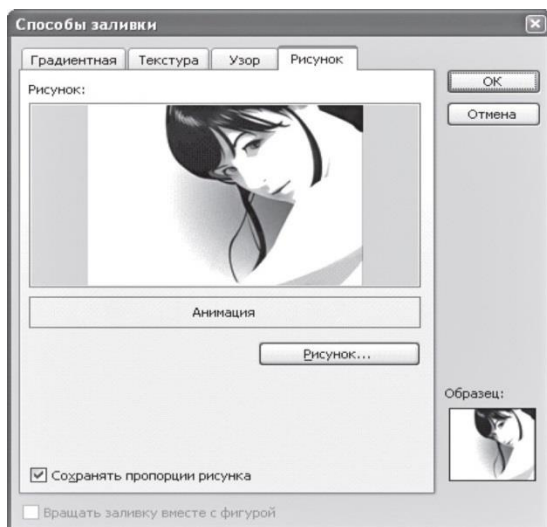 Способы заливки
Градиентная Текстура Узор Рисунок
Рисунок:
ОК
Отмена
Анимация
Рисунок...
Образец:
Сохранять пропорции рисунка
Вращать заливку вместе с фигурой